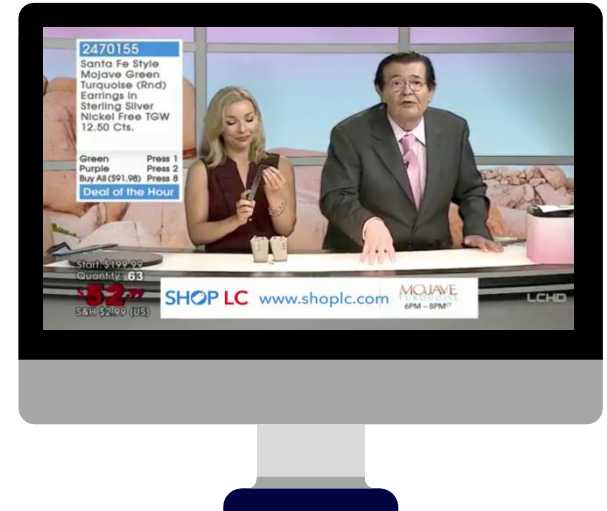 2470155
Santa Fe Style
Mojave Green
Turquoise (Rnd)
Earrings in
Sterling Silver
Nickel Free TGW
12.50 Cts.
Green Press 1
Purple Press 2
Buy All ($91.98) Press 8
Deal of the Hour
Start: $199.99
Quantity 63
$52.99
S&H $2.99 (US)
SHOP LC www.shoplc.com
MOJAVE
TURQUOISE
6PM – 8PM
LCHD